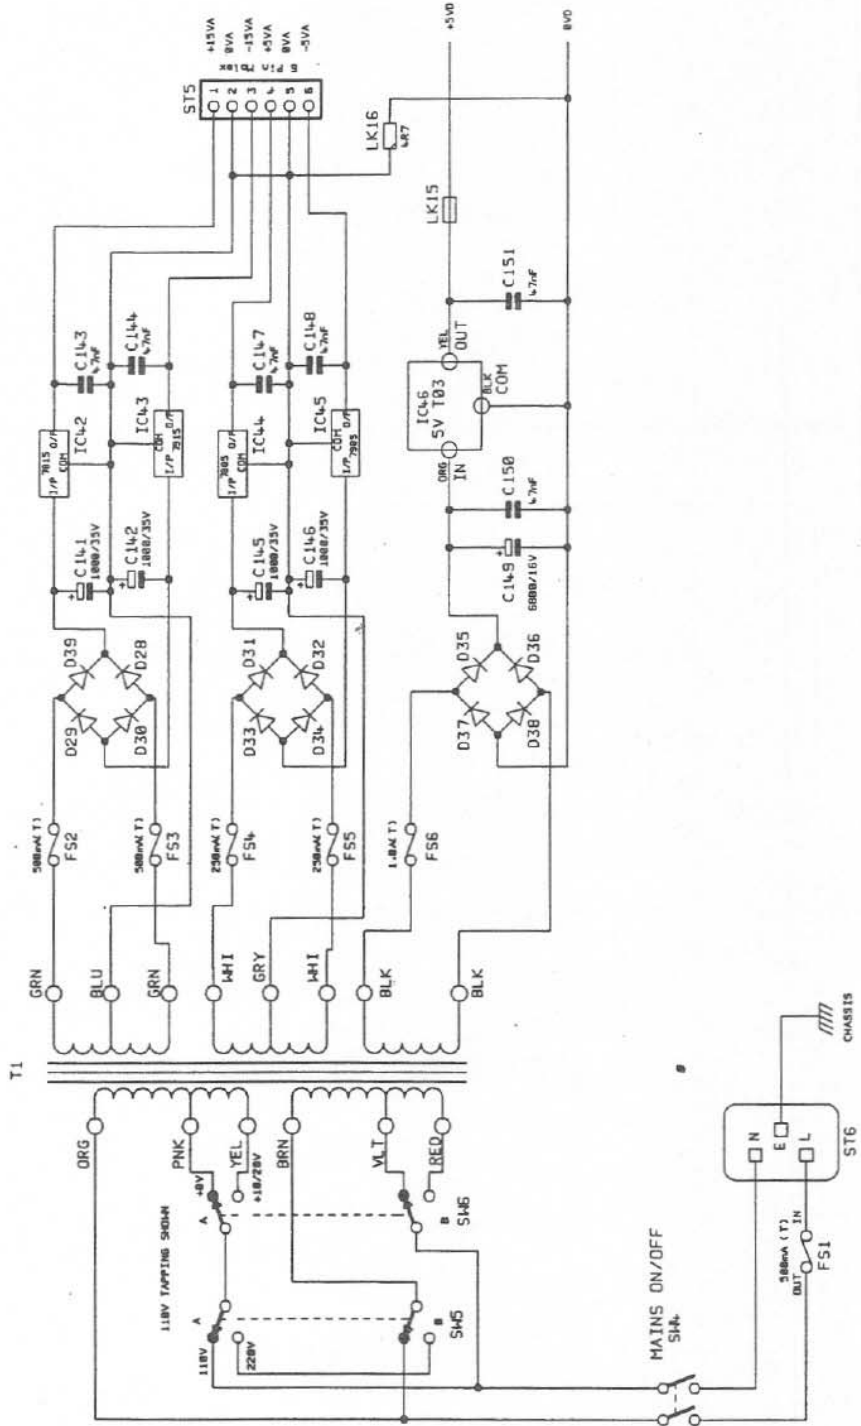 T1
ORG
PNK
YEL
BRN
VLT
RED
+0V
+10/20V
A
B
SW6
110V TAPPING SHOWN
110V
220V
A
B
SW5
MAINS ON/OFF
SW4
500mA (T)
IN
OUT
FS1
N
E
L
ST6
CHASSIS
GRN
BLU
GRN
WHI
GRY
WHI
BLK
BLK
500mA(T)
FS2
500mA(T)
FS3
250mA(T)
FS4
250mA(T)
FS5
1.0A(T)
FS6
D39
D28
D29
D30
D31
D32
D33
D34
D35
D36
D37
D38
C141
1000/35V
C142
1000/35V
C145
1000/35V
C146
1000/35V
C149
6800/16V
C150
47nF
7815 O/P
I/P COM
IC42
IC43
COM O/P
I/P 7915
7805 O/P
I/P COM
IC44
IC45
COM O/P
I/P 7905
ORG
IN
IC46
5V TO3
YEL
OUT
BLK
COM
C143
47nF
C144
47nF
C147
47nF
C148
47nF
C151
47nF
LK15
LK16
4R7
ST5
1
2
3
4
5
6
6 Pin
+15VA
0VA
-15VA
+5VA
0VA
-5VA
+5VD
0VD